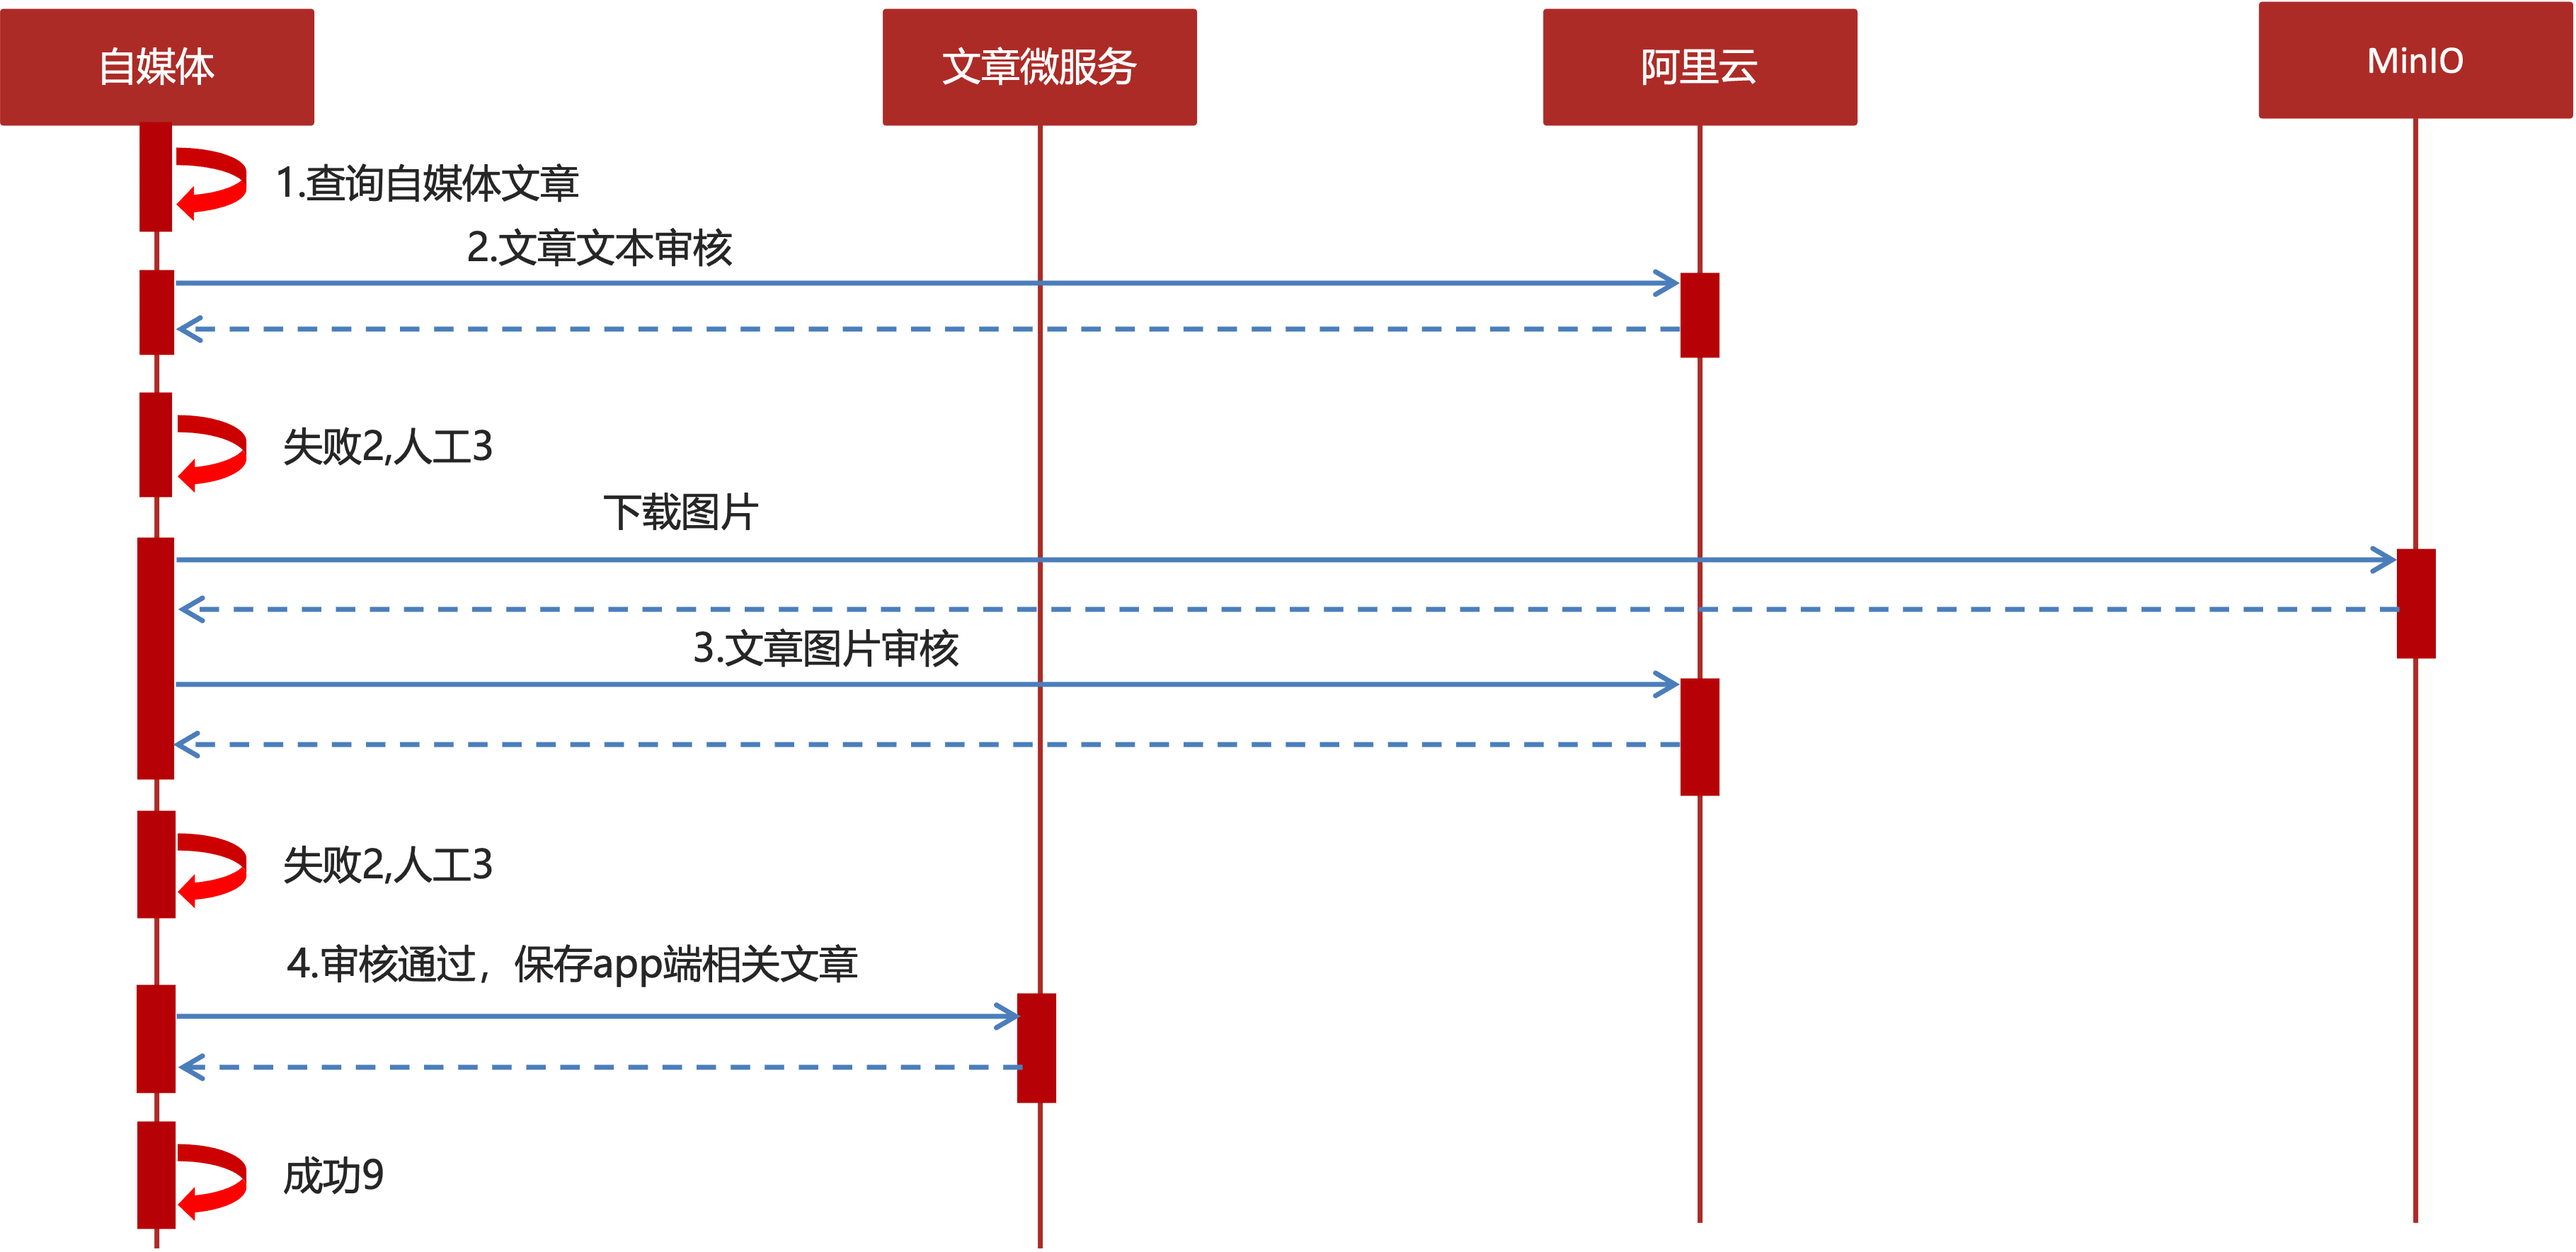 自媒体
文章微服务
阿里云
MinIO
1.查询自媒体文章
2.文章文本审核
失败2,人工3
下载图片
3.文章图片审核
失败2,人工3
4.审核通过，保存app端相关文章
成功9